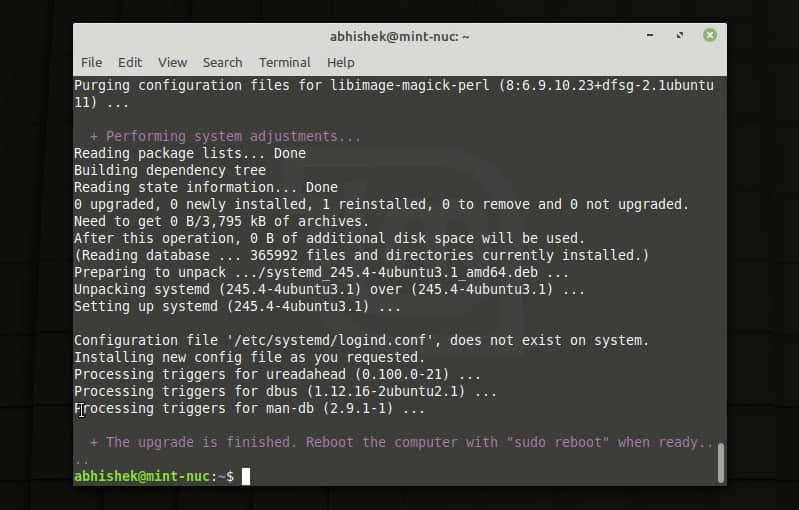 abhishek@mint-nuc: ~
File Edit View Search Terminal Help
Purging configuration files for libimage-magick-perl (8:6.9.10.23+dfsg-2.1ubuntu
11) ...
+ Performing system adjustments...
Reading package lists... Done
Building dependency tree
Reading state information... Done
0 upgraded, 0 newly installed, 1 reinstalled, 0 to remove and 0 not upgraded.
Need to get 0 B/3,795 kB of archives.
After this operation, 0 B of additional disk space will be used.
(Reading database ... 365992 files and directories currently installed.)
Preparing to unpack .../systemd_245.4-4ubuntu3.1_amd64.deb ...
Unpacking systemd (245.4-4ubuntu3.1) over (245.4-4ubuntu3.1) ...
Setting up systemd (245.4-4ubuntu3.1) ...
Configuration file '/etc/systemd/logind.conf', does not exist on system.
Installing new config file as you requested.
Processing triggers for ureadahead (0.100.0-21) ...
Processing triggers for dbus (1.12.16-2ubuntu2.1) ...
Processing triggers for man-db (2.9.1-1) ...
+ The upgrade is finished. Reboot the computer with "sudo reboot" when ready..
..
abhishek@mint-nuc:~$